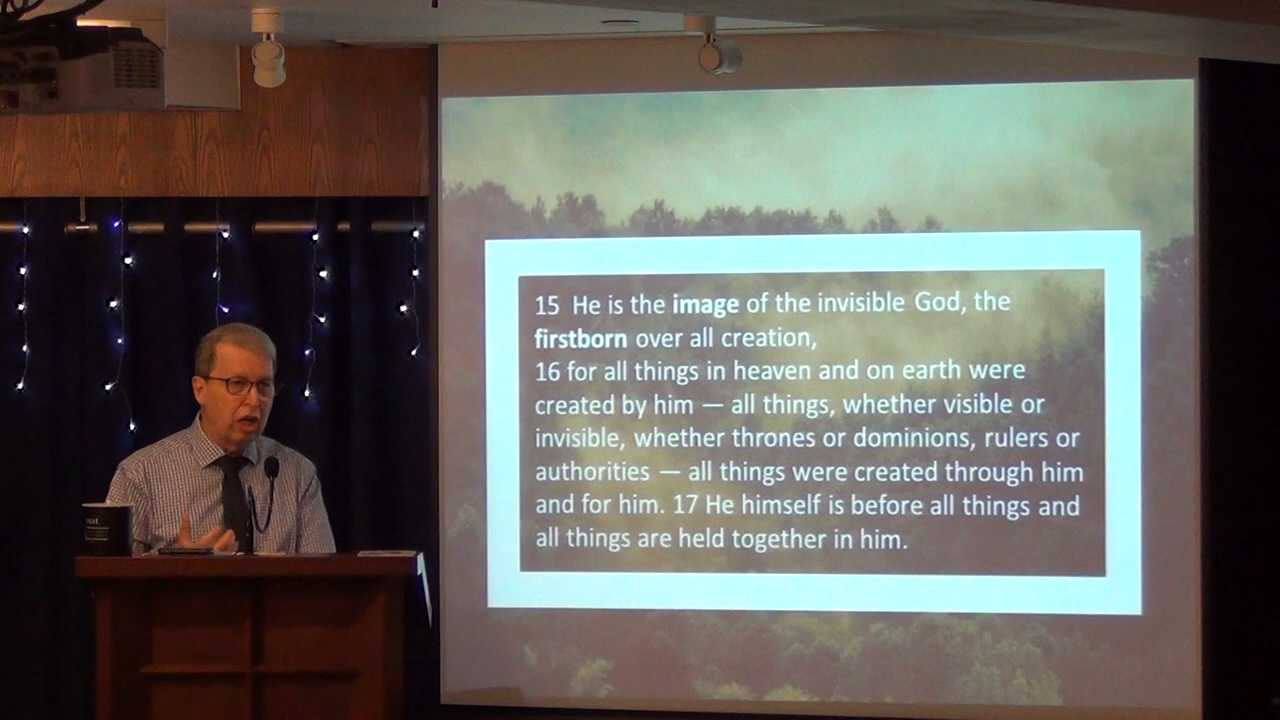 15 He is the image of the invisible God, the
firstborn over all creation,
16 for all things in heaven and on earth were
created by him — all things, whether visible or
invisible, whether thrones or dominions, rulers or
authorities — all things were created through him
and for him. 17 He himself is before all things and
all things are held together in him.